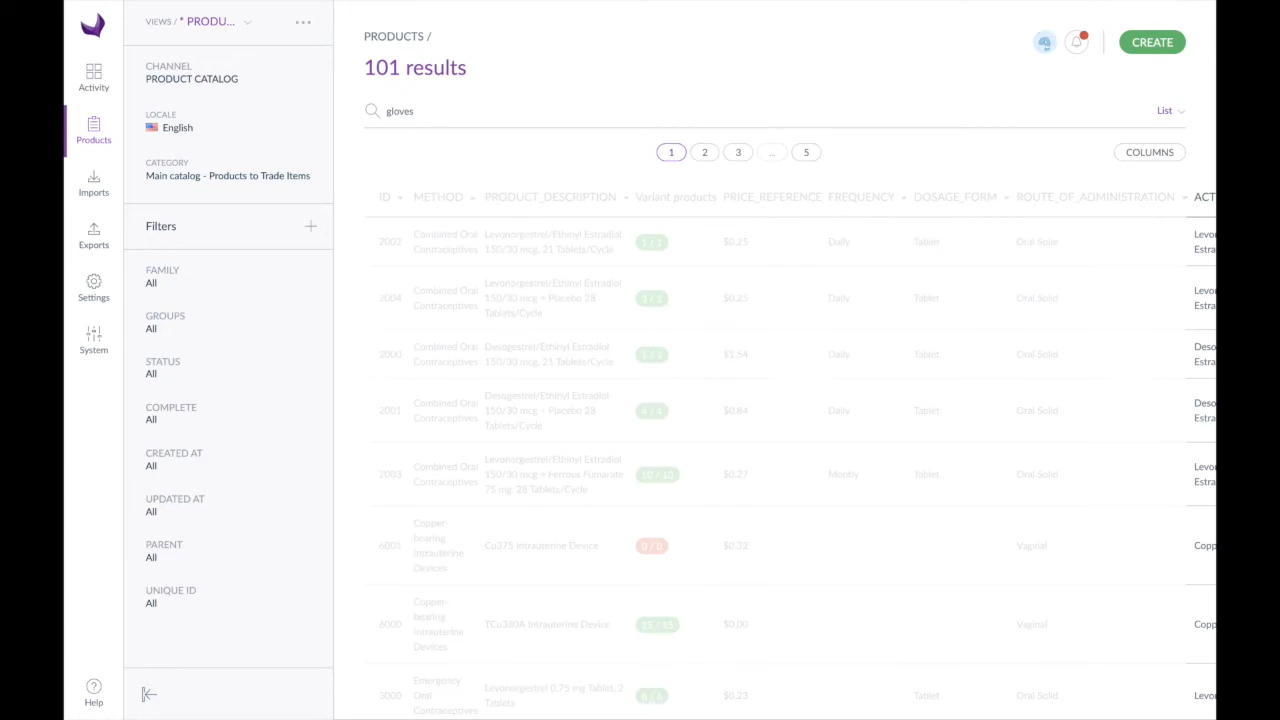 VIEWS / * PRODU...
CHANNEL
PRODUCT CATALOG
LOCALE
English
CATEGORY
Main catalog - Products to Trade Items
Filters
FAMILY
All
GROUPS
All
STATUS
All
COMPLETE
All
CREATED AT
All
UPDATED AT
All
PARENT
All
UNIQUE ID
All
Activity
Products
Imports
Exports
Settings
System
Help
PRODUCTS /
CREATE
101 results
gloves
List
1 2 3 ... 5
COLUMNS
ID METHOD PRODUCT_DESCRIPTION Variant products PRICE_REFERENCE FREQUENCY DOSAGE_FORM ROUTE_OF_ADMINISTRATION ACT
2002 Combined Oral Contraceptives Levonorgestrel/Ethinyl Estradiol 150/30 mcg, 21 Tablets/Cycle $0.25 Daily Tablet Oral Solid Levo Estra
2004 Combined Oral Contraceptives Levonorgestrel/Ethinyl Estradiol 150/30 mcg + Placebo 28 Tablets/Cycle $0.25 Daily Tablet Oral Solid Levo Estra
2000 Combined Oral Contraceptives Desogestrel/Ethinyl Estradiol 150/30 mcg, 21 Tablets/Cycle $1.54 Daily Tablet Oral Solid Deso Estra
2001 Combined Oral Contraceptives Desogestrel/Ethinyl Estradiol 150/30 mcg + Placebo 28 Tablets/Cycle 4 / 4 $0.84 Daily Tablet Oral Solid Deso Estra
2003 Combined Oral Contraceptives Levonorgestrel/Ethinyl Estradiol 150/30 mcg + Ferrous Fumarate 75 mg, 28 Tablets/Cycle 10 / 10 $0.27 Montly Tablet Oral Solid Levo Estra
Copper-bearing Intrauterine Devices Cu375 Intrauterine Device 0 / 0 $0.32 Vaginal Copp
6000 Copper-bearing Intrauterine Devices TCu380A Intrauterine Device $0.00 Vaginal Copp
3000 Emergency Oral Contraceptives Levonorgestrel 0.75 mg Tablet, 2 Tablets 6 / 6 $0.23 Tablet Oral Solid Levo